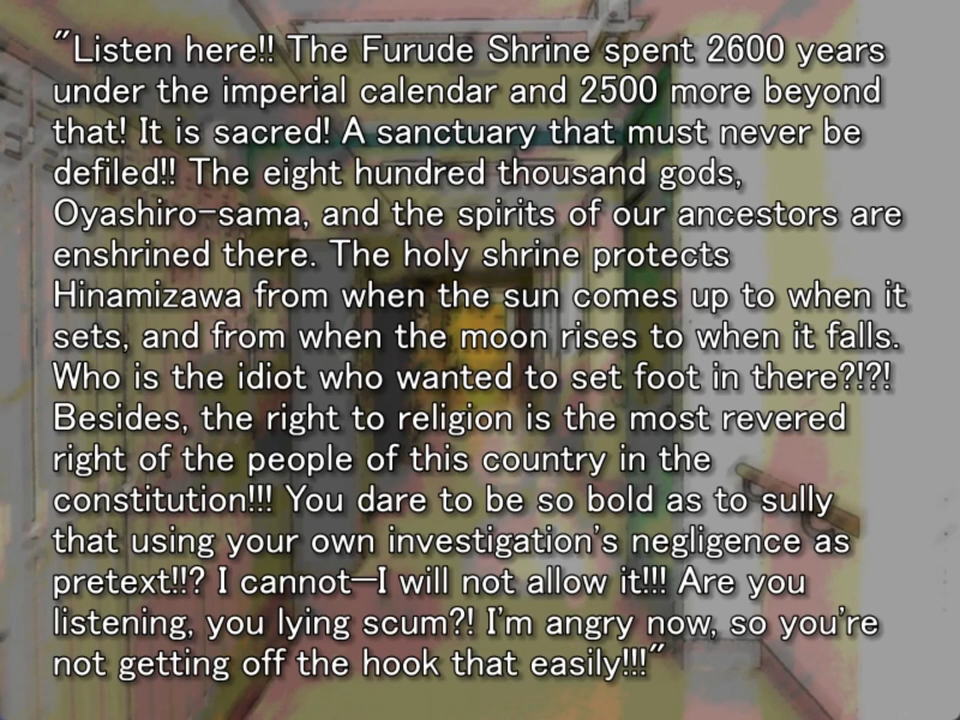 "Listen here!! The Furude Shrine spent 2600 years
under the imperial calendar and 2500 more beyond
that! It is sacred! A sanctuary that must never be
defiled!! The eight hundred thousand gods,
Oyashiro-sama, and the spirits of our ancestors are
enshrined there. The holy shrine protects
Hinamizawa from when the sun comes up to when it
sets, and from when the moon rises to when it falls.
Who is the idiot who wanted to set foot in there?!?!
Besides, the right to religion is the most revered
right of the people of this country in the
constitution!!! You dare to be so bold as to sully
that using your own investigation's negligence as
pretext!!? I cannot—I will not allow it!!! Are you
listening, you lying scum?! I'm angry now, so you're
not getting off the hook that easily!!!"